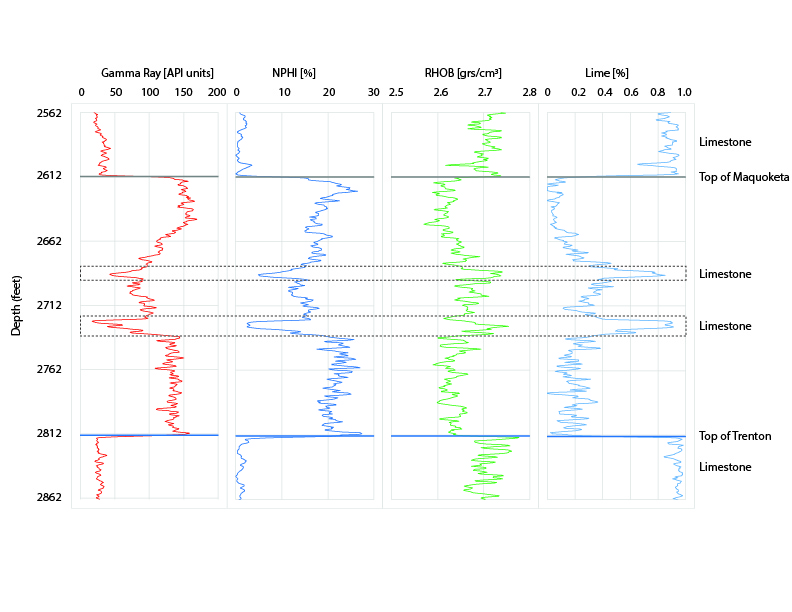 Gamma Ray [API units] NPHI [%] RHOB [grs/cm³] Lime [%]
0 50 100 150 200 0 10 20 30 2.5 2.6 2.7 2.8 0 0.2 0.4 0.6 0.8 1.0
2562
Limestone
2612 Top of Maquoketa
2662
Limestone
Depth (feet)
2712
Limestone
2762
2812 Top of Trenton
Limestone
2862